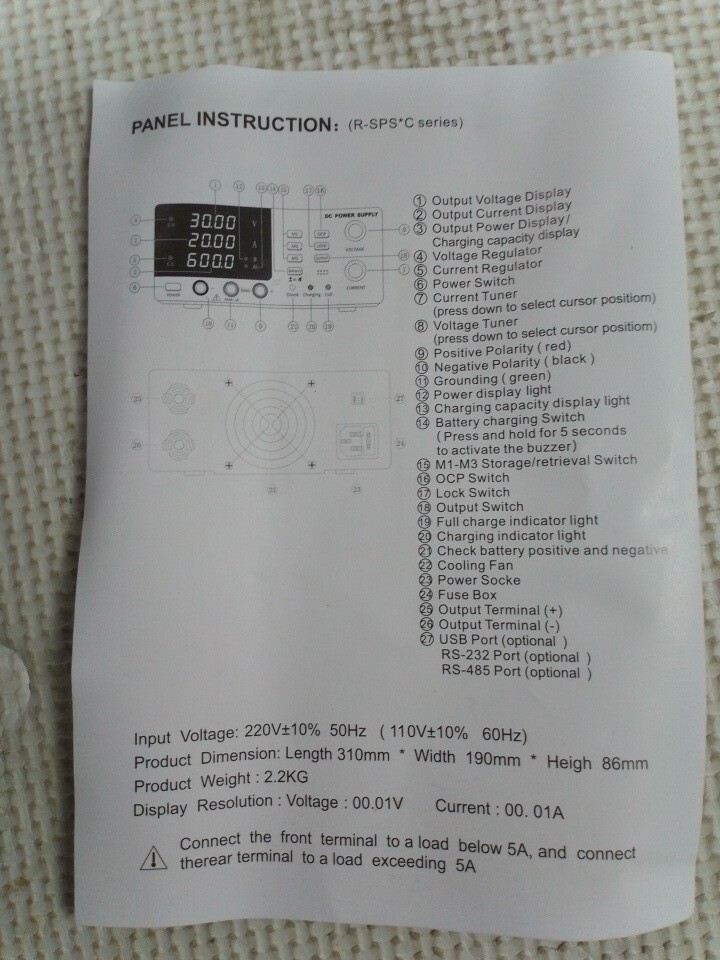 PANEL INSTRUCTION: (R-SPS*C series)
DC POWER SUPPLY
30.00 V
20.00 A
600.0
VOLTAGE
CURRENT
① Output Voltage Display
② Output Current Display
③ Output Power Display/
Charging capacity display
④ Voltage Regulator
⑤ Current Regulator
⑥ Power Switch
⑦ Current Tuner
(press down to select cursor positiom)
⑧ Voltage Tuner
(press down to select cursor positiom)
⑨ Positive Polarity ( red)
⑩ Negative Polarity ( black )
⑪ Grounding ( green)
⑫ Power display light
⑬ Charging capacity display light
⑭ Battery charging Switch
( Press and hold for 5 seconds
to activate the buzzer)
⑮ M1-M3 Storage/retrieval Switch
⑯ OCP Switch
⑰ Lock Switch
⑱ Output Switch
⑲ Full charge indicator light
⑳ Charging indicator light
㉑ Check battery positive and negative
㉒ Cooling Fan
㉓ Power Socke
㉔ Fuse Box
㉕ Output Terminal (+)
㉖ Output Terminal (-)
㉗ USB Port (optional )
RS-232 Port (optional )
RS-485 Port (optional )
Input Voltage: 220V±10% 50Hz ( 110V±10% 60Hz)
Product Dimension: Length 310mm * Width 190mm * Heigh 86mm
Product Weight : 2.2KG
Display Resolution : Voltage : 00.01V Current : 00. 01A
Connect the front terminal to a load below 5A, and connect
therear terminal to a load exceeding 5A